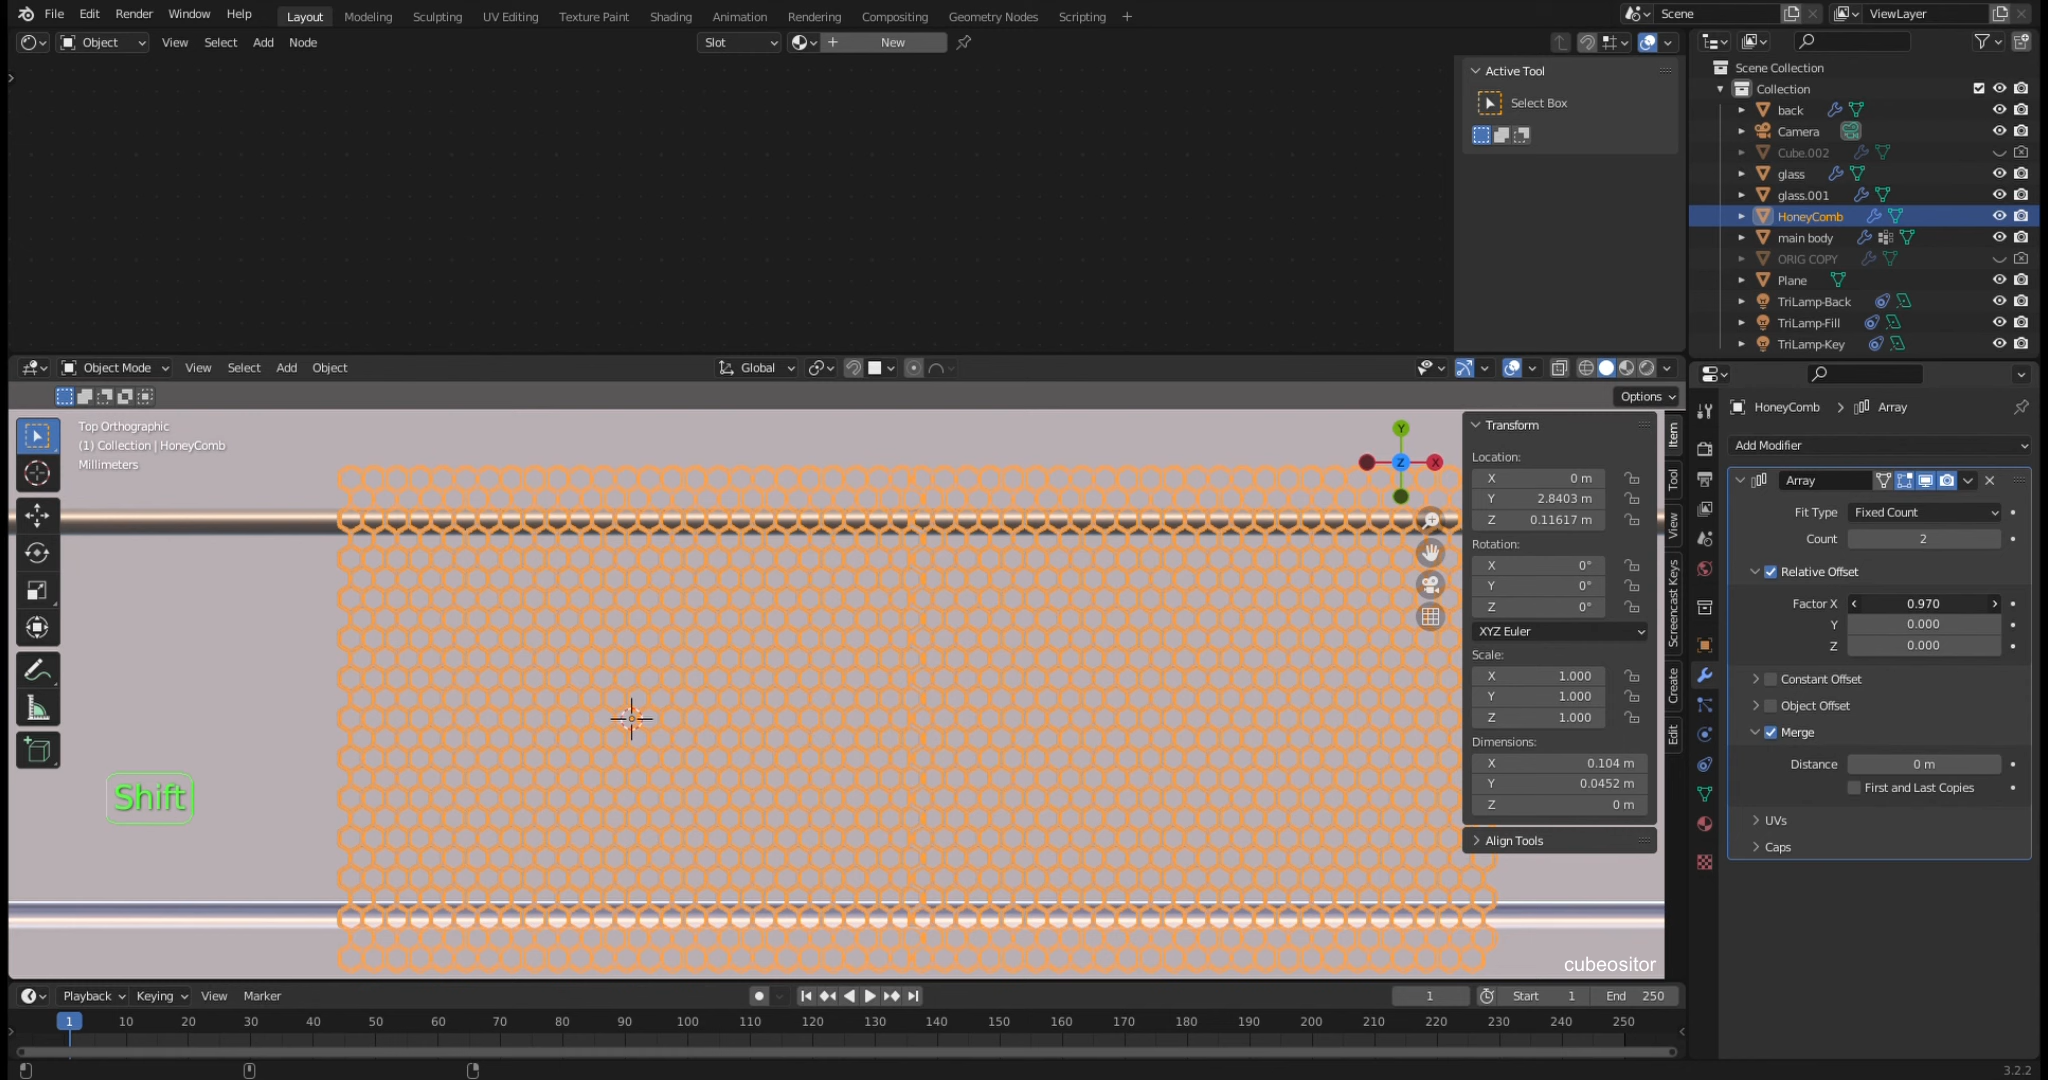 File Edit Render Window Help Layout Modeling Sculpting UV Editing Texture Paint Shading Animation Rendering Compositing Geometry Nodes Scripting + Scene ViewLayer
Object View Select Add Node Slot New
Active Tool
Select Box
Scene Collection
Collection
back
Camera
Cube.002
glass
glass.001
HoneyComb
main body
ORIG COPY
Plane
TriLamp-Back
TriLamp-Fill
TriLamp-Key
Object Mode View Select Add Object Global
Options
Top Orthographic
(1) Collection | HoneyComb
Millimeters
Y
Z
X
Shift
cubeositor
Transform
Location:
X 0 m
Y 2.8403 m
Z 0.11617 m
Rotation:
X 0°
Y 0°
Z 0°
XYZ Euler
Scale:
X 1.000
Y 1.000
Z 1.000
Dimensions:
X 0.104 m
Y 0.0452 m
Z 0 m
Align Tools
Item
Tool
View
Screencast Keys
Create
Edit
HoneyComb > Array
Add Modifier
Array
Fit Type Fixed Count
Count 2
Relative Offset
Factor X 0.970
Y 0.000
Z 0.000
Constant Offset
Object Offset
Merge
Distance 0 m
First and Last Copies
UVs
Caps
Playback Keying View Marker 1 Start 1 End 250
1 10 20 30 40 50 60 70 80 90 100 110 120 130 140 150 160 170 180 190 200 210 220 230 240 250
3.2.2